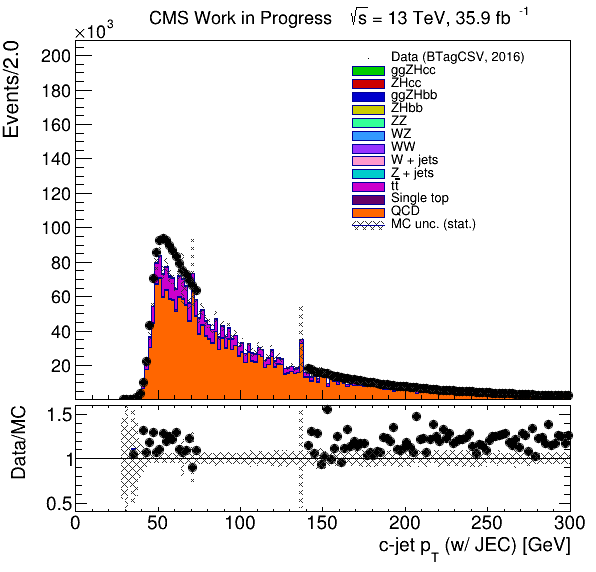 CMS Work in Progress √s = 13 TeV, 35.9 fb⁻¹
×10³
Events/2.0
200
180
160
140
120
100
80
60
40
20
Data (BTagCSV, 2016)
ggZHcc
ZHcc
ggZHbb
ZHbb
ZZ
WZ
WW
W + jets
Z + jets
tt̅
Single top
QCD
MC unc. (stat.)
Data/MC
1.5
1
0.5
0 50 100 150 200 250 300
c-jet p_T (w/ JEC) [GeV]